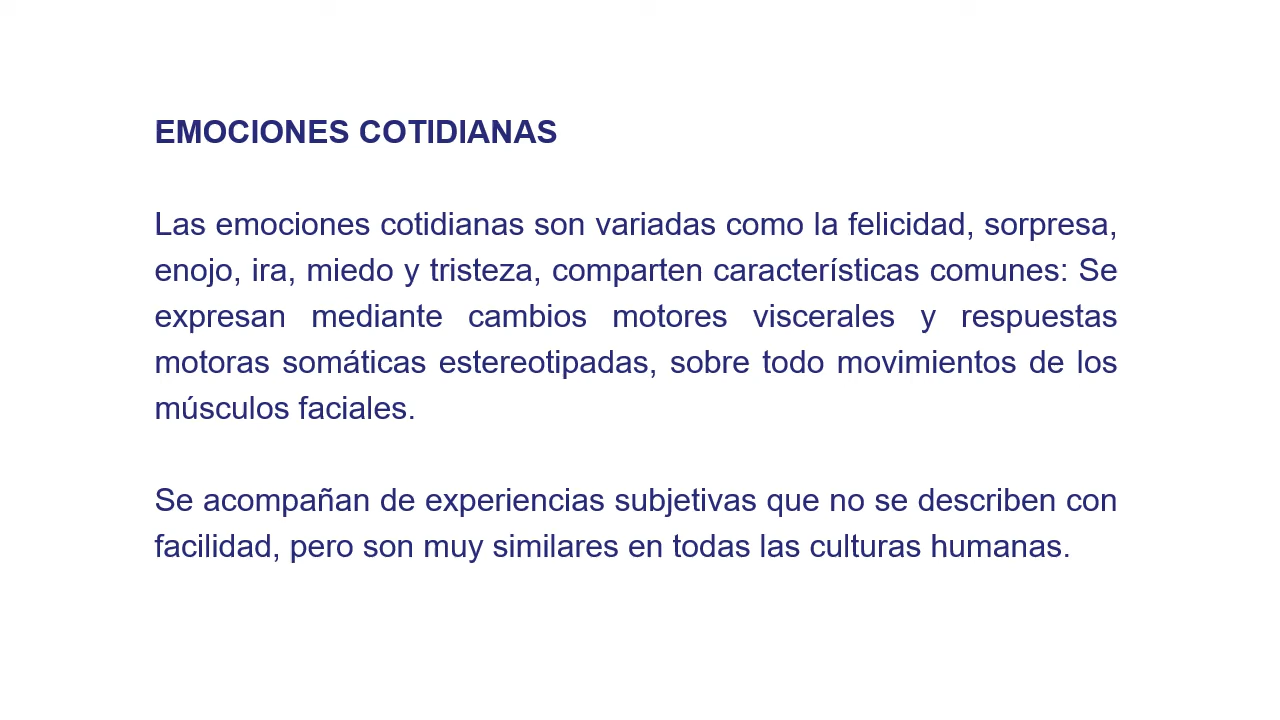 EMOCIONES COTIDIANAS
Las emociones cotidianas son variadas como la felicidad, sorpresa,
enojo, ira, miedo y tristeza, comparten características comunes: Se
expresan mediante cambios motores viscerales y respuestas
motoras somáticas estereotipadas, sobre todo movimientos de los
músculos faciales.
Se acompañan de experiencias subjetivas que no se describen con
facilidad, pero son muy similares en todas las culturas humanas.